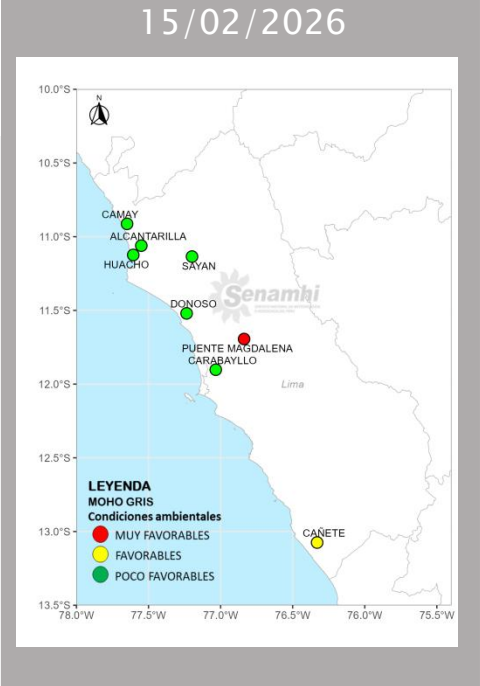 15/02/2026
10.0°S
N
10.5°S
CAMAY
11.0°S
ALCANTARILLA
HUACHO
SAYAN
Senamhi
11.5°S
DONOSO
PUENTE MAGDALENA
CARABAYLLO
12.0°S
Lima
12.5°S
LEYENDA
MOHO GRIS
Condiciones ambientales
MUY FAVORABLES
FAVORABLES
POCO FAVORABLES
13.0°S
CAÑETE
13.5°S
78.0°W 77.5°W 77.0°W 76.5°W 76.0°W 75.5°W